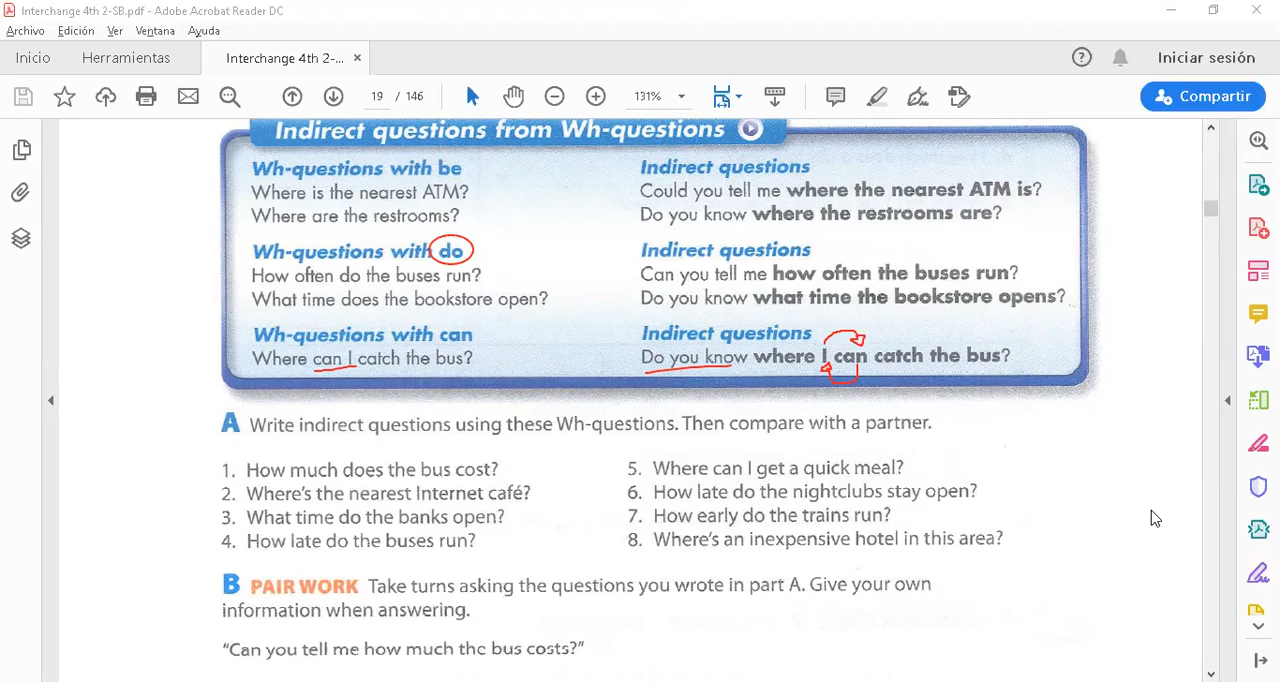 Interchange 4th 2-SB.pdf - Adobe Acrobat Reader DC
Archivo Edición Ver Ventana Ayuda
Inicio Herramientas Interchange 4th 2-... × Iniciar sesión
19 / 146 131% Compartir
Indirect questions from Wh-questions
Wh-questions with be
Where is the nearest ATM?
Where are the restrooms?
Indirect questions
Could you tell me where the nearest ATM is?
Do you know where the restrooms are?
Wh-questions with do
How often do the buses run?
What time does the bookstore open?
Indirect questions
Can you tell me how often the buses run?
Do you know what time the bookstore opens?
Wh-questions with can
Where can I catch the bus?
Indirect questions
Do you know where I can catch the bus?
A Write indirect questions using these Wh-questions. Then compare with a partner.
1. How much does the bus cost?
2. Where's the nearest Internet café?
3. What time do the banks open?
4. How late do the buses run?
5. Where can I get a quick meal?
6. How late do the nightclubs stay open?
7. How early do the trains run?
8. Where's an inexpensive hotel in this area?
B PAIR WORK Take turns asking the questions you wrote in part A. Give your own
information when answering.
"Can you tell me how much the bus costs?"